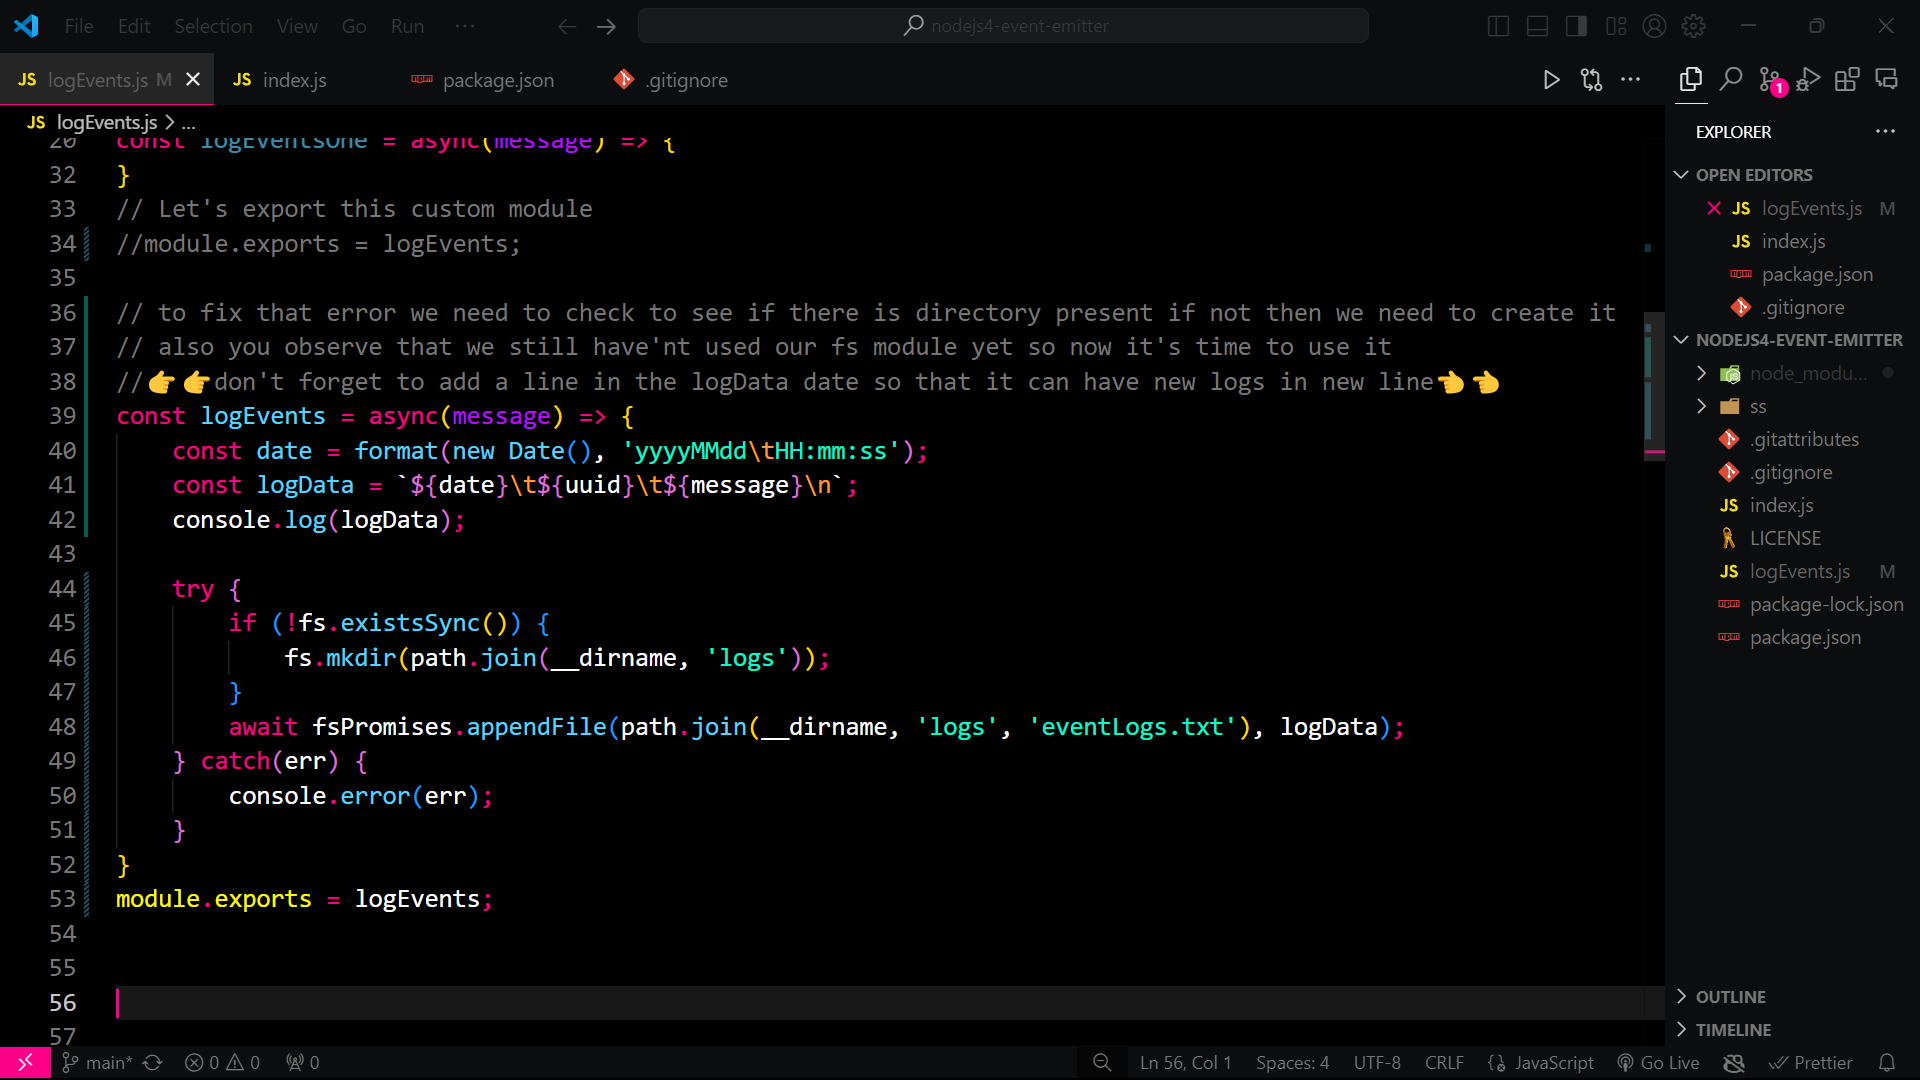 File Edit Selection View Go Run ...
nodejs4-event-emitter
JS logEvents.js M
JS index.js
package.json
.gitignore
1
JS logEvents.js > ...
20 const logEventsOne = async(message) => {
32 }
33 // Let's export this custom module
34 //module.exports = logEvents;
35
36 // to fix that error we need to check to see if there is directory present if not then we need to create it
37 // also you observe that we still have'nt used our fs module yet so now it's time to use it
38 //👉👉don't forget to add a line in the logData date so that it can have new logs in new line👈👈
39 const logEvents = async(message) => {
40 const date = format(new Date(), 'yyyyMMdd\tHH:mm:ss');
41 const logData = `${date}\t${uuid}\t${message}\n`;
42 console.log(logData);
43
44 try {
45 if (!fs.existsSync()) {
46 fs.mkdir(path.join(__dirname, 'logs'));
47 }
48 await fsPromises.appendFile(path.join(__dirname, 'logs', 'eventLogs.txt'), logData);
49 } catch(err) {
50 console.error(err);
51 }
52 }
53 module.exports = logEvents;
54
55
56
57
EXPLORER
OPEN EDITORS
JS logEvents.js M
JS index.js
package.json
.gitignore
NODEJS4-EVENT-EMITTER
node_modu...
ss
.gitattributes
.gitignore
JS index.js
LICENSE
JS logEvents.js M
package-lock.json
package.json
OUTLINE
TIMELINE
main* 0 0 0
Ln 56, Col 1 Spaces: 4 UTF-8 CRLF {} JavaScript Go Live Prettier